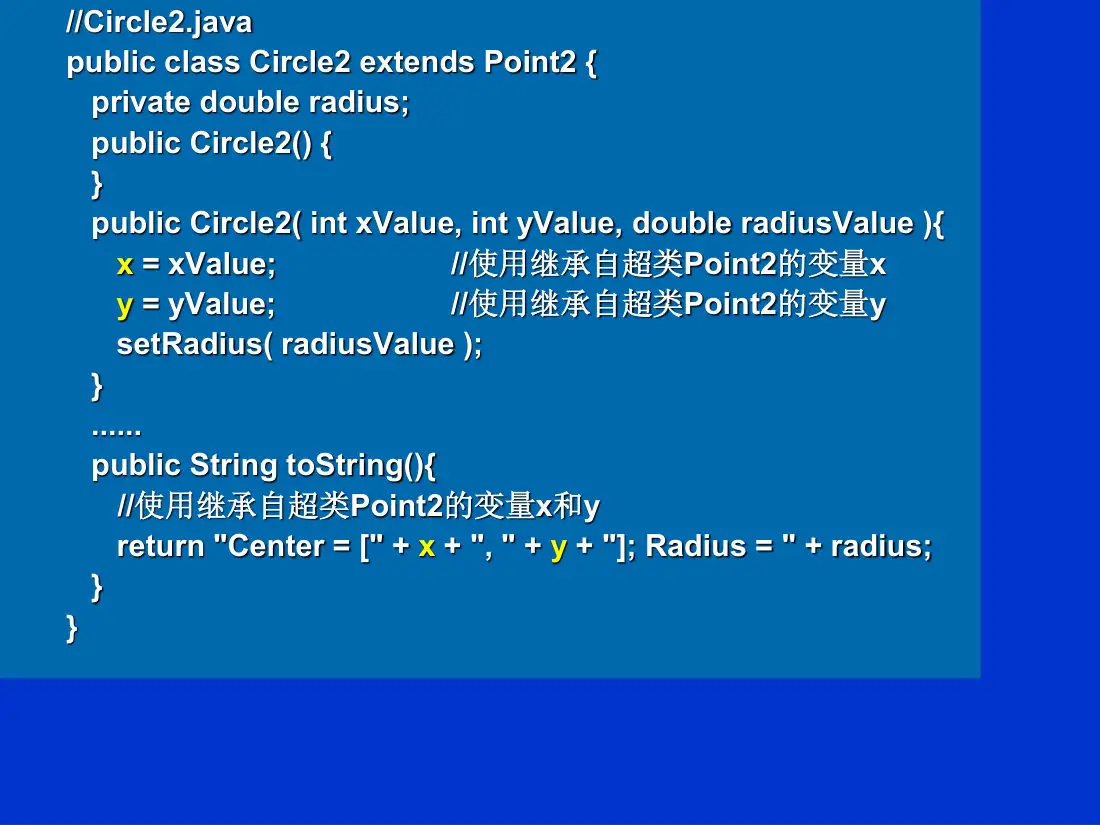 //Circle2.java
public class Circle2 extends Point2 {
private double radius;
public Circle2() {
}
public Circle2( int xValue, int yValue, double radiusValue ){
x = xValue; //使用继承自超类Point2的变量x
y = yValue; //使用继承自超类Point2的变量y
setRadius( radiusValue );
}
......
public String toString(){
//使用继承自超类Point2的变量x和y
return "Center = [" + x + ", " + y + "]; Radius = " + radius;
}
}